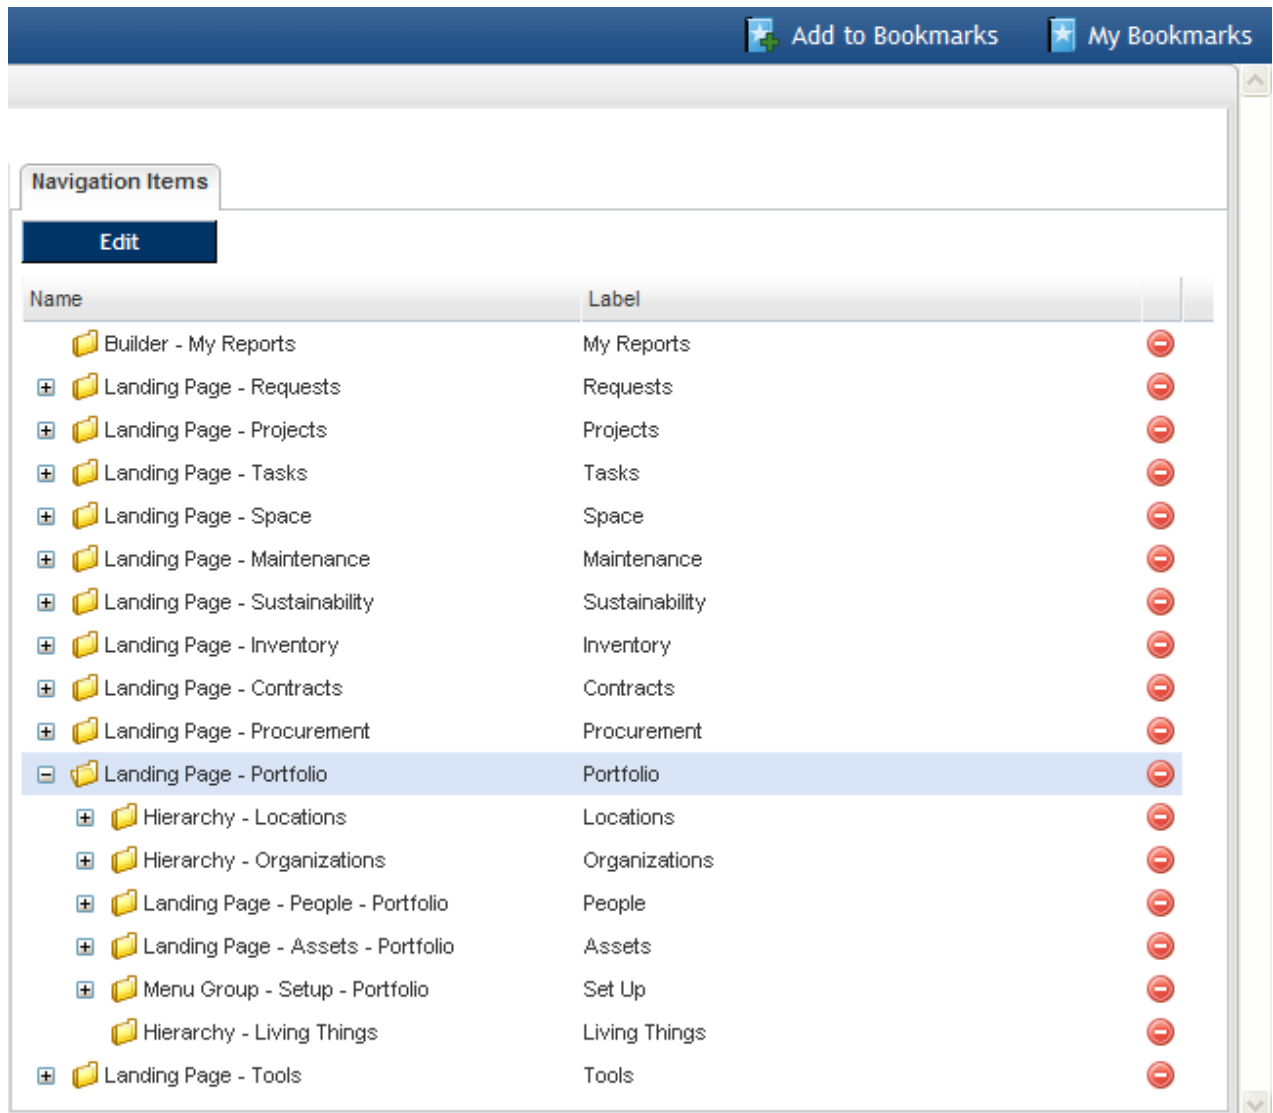 Add to Bookmarks My Bookmarks
Navigation Items
Edit
Name Label
Builder - My Reports My Reports
Landing Page - Requests Requests
Landing Page - Projects Projects
Landing Page - Tasks Tasks
Landing Page - Space Space
Landing Page - Maintenance Maintenance
Landing Page - Sustainability Sustainability
Landing Page - Inventory Inventory
Landing Page - Contracts Contracts
Landing Page - Procurement Procurement
Landing Page - Portfolio Portfolio
Hierarchy - Locations Locations
Hierarchy - Organizations Organizations
Landing Page - People - Portfolio People
Landing Page - Assets - Portfolio Assets
Menu Group - Setup - Portfolio Set Up
Hierarchy - Living Things Living Things
Landing Page - Tools Tools